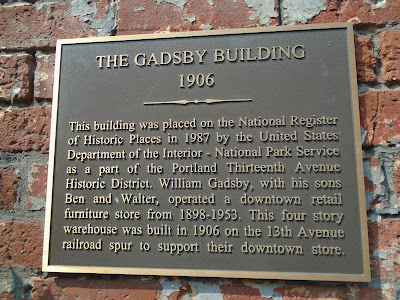 THE GADSBY BUILDING
1906
This building was placed on the National Register
of Historic Places in 1987 by the United States
Department of the Interior - National Park Service
as a part of the Portland Thirteenth Avenue
Historic District. William Gadsby, with his sons
Ben and Walter, operated a downtown retail
furniture store from 1898-1953. This four story
warehouse was built in 1906 on the 13th Avenue
railroad spur to support their downtown store.